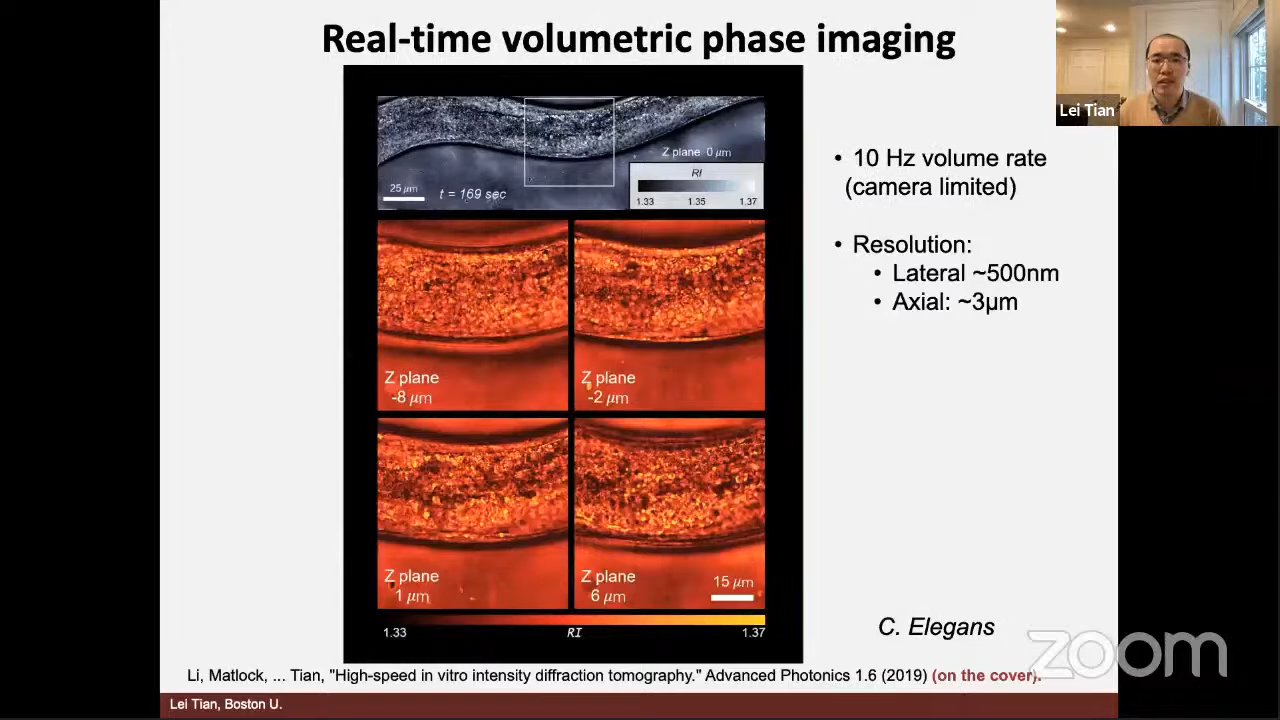 Real-time volumetric phase imaging
Lei Tian
Z plane 0 μm
RI
25 μm
t = 169 sec
1.33 1.35 1.37
• 10 Hz volume rate
(camera limited)
• Resolution:
• Lateral ~500nm
• Axial: ~3μm
Z plane
-8 μm
Z plane
-2 μm
Z plane
1 μm
Z plane
6 μm
15 μm
1.33 RI 1.37
C. Elegans
zoom
Li, Matlock, ... Tian, "High-speed in vitro intensity diffraction tomography." Advanced Photonics 1.6 (2019) (on the cover).
Lei Tian, Boston U.